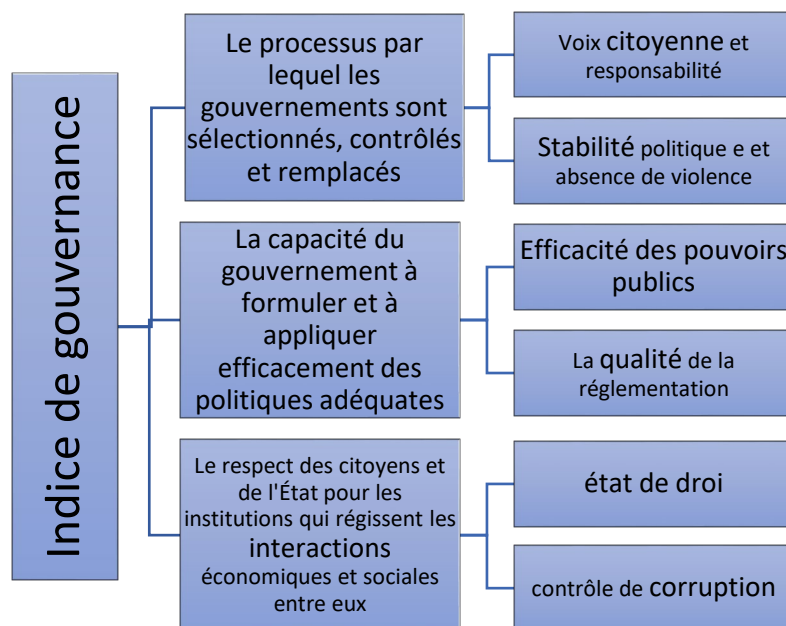 Indice de gouvernance
Le processus par
lequel les
gouvernements sont
sélectionnés, contrôlés
et remplacés
Voix citoyenne et
responsabilité
Stabilité politique e et
absence de violence
La capacité du
gouvernement à
formuler et à
appliquer
efficacement des
politiques adéquates
Efficacité des pouvoirs
publics
La qualité de la
réglementation
Le respect des citoyens et
de l'État pour les
institutions qui régissent les
interactions
économiques et sociales
entre eux
état de droi
contrôle de corruption